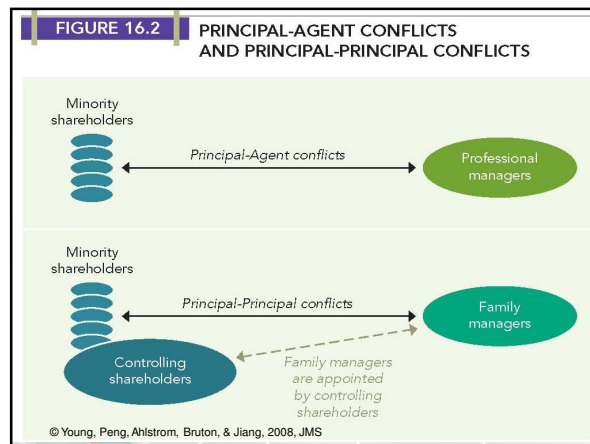 FIGURE 16.2
PRINCIPAL-AGENT CONFLICTS
AND PRINCIPAL-PRINCIPAL CONFLICTS
Minority
shareholders
Principal-Agent conflicts
Professional
managers
Minority
shareholders
Principal-Principal conflicts
Family
managers
Controlling
shareholders
Family managers
are appointed
by controlling
shareholders
© Young, Peng, Ahlstrom, Bruton, & Jiang, 2008, JMS